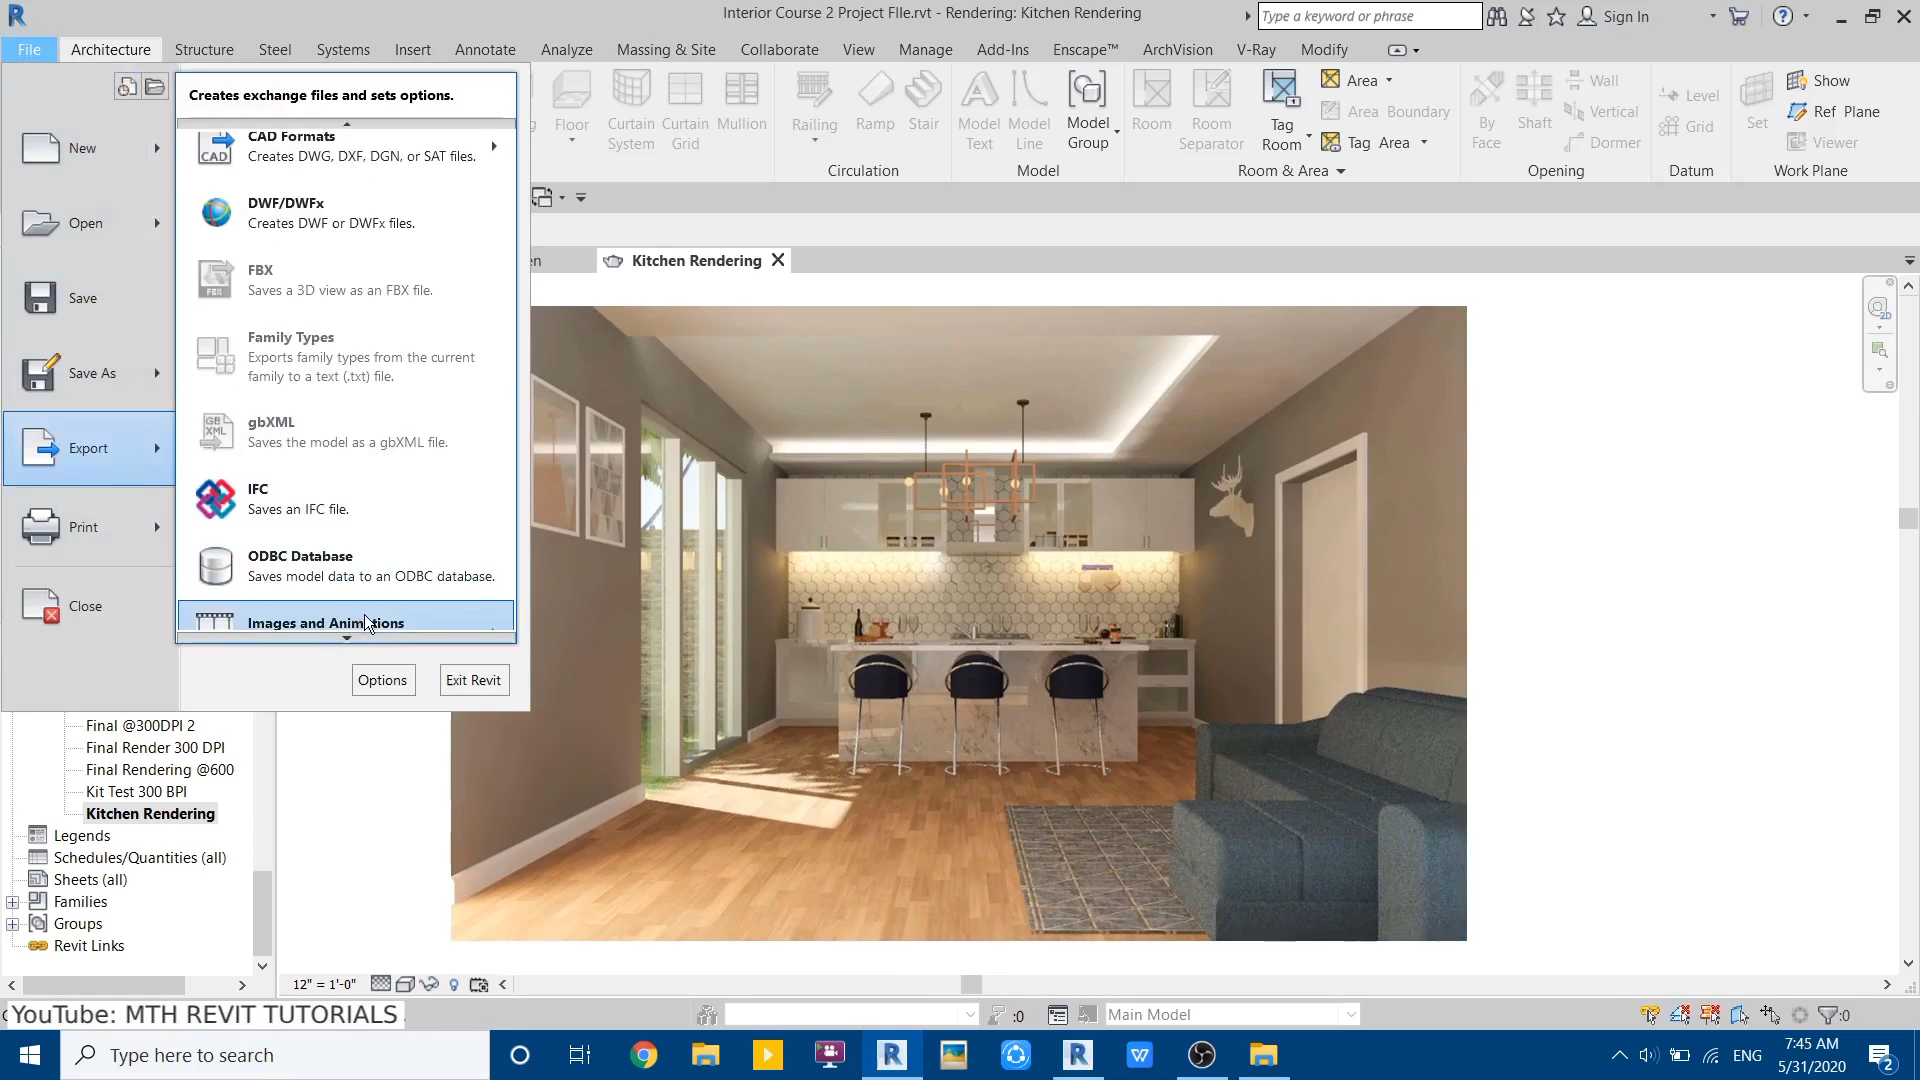 Interior Course 2 Project FIle.rvt - Rendering: Kitchen Rendering
Type a keyword or phrase
Sign In
File
Architecture
Structure
Steel
Systems
Insert
Annotate
Analyze
Massing & Site
Collaborate
View
Manage
Add-Ins
Enscape™
ArchVision
V-Ray
Modify
Creates exchange files and sets options.
New
Open
Save
Save As
Export
Print
Close
CAD Formats
Creates DWG, DXF, DGN, or SAT files.
DWF/DWFx
Creates DWF or DWFx files.
FBX
Saves a 3D view as an FBX file.
Family Types
Exports family types from the current
family to a text (.txt) file.
gbXML
Saves the model as a gbXML file.
IFC
Saves an IFC file.
ODBC Database
Saves model data to an ODBC database.
Images and Animations
Options
Exit Revit
Floor
Curtain System
Curtain Grid
Mullion
Railing
Ramp
Stair
Circulation
Model Text
Model Line
Model Group
Model
Room
Room Separator
Tag Room
Area
Area Boundary
Tag Area
Room & Area
By Face
Shaft
Wall
Vertical
Dormer
Opening
Level
Grid
Datum
Set
Show
Ref Plane
Viewer
Work Plane
en
Kitchen Rendering
Final @300DPI 2
Final Render 300 DPI
Final Rendering @600
Kit Test 300 BPI
Kitchen Rendering
Legends
Schedules/Quantities (all)
Sheets (all)
Families
Groups
Revit Links
12" = 1'-0"
YouTube: MTH REVIT TUTORIALS
:0
Main Model
:0
Type here to search
ENG
7:45 AM
5/31/2020
2